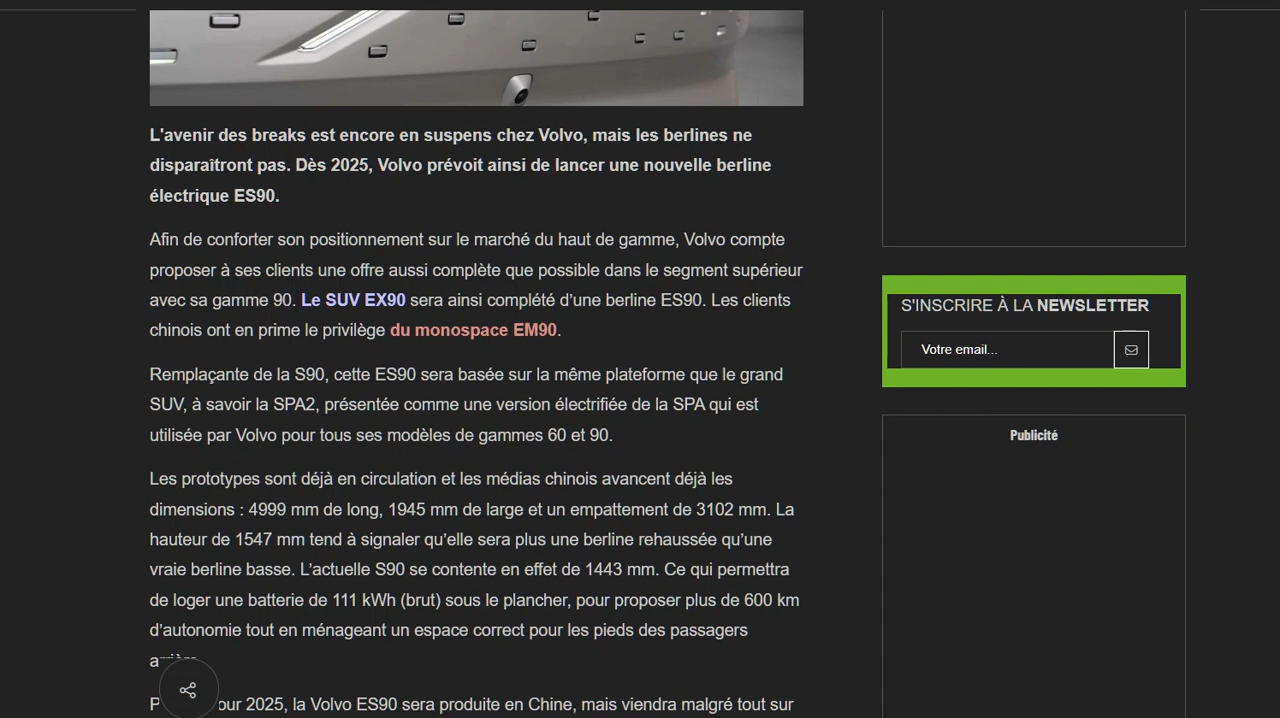 L'avenir des breaks est encore en suspens chez Volvo, mais les berlines ne
disparaîtront pas. Dès 2025, Volvo prévoit ainsi de lancer une nouvelle berline
électrique ES90.
Afin de conforter son positionnement sur le marché du haut de gamme, Volvo compte
proposer à ses clients une offre aussi complète que possible dans le segment supérieur
avec sa gamme 90. Le SUV EX90 sera ainsi complété d’une berline ES90. Les clients
chinois ont en prime le privilège du monospace EM90.
Remplaçante de la S90, cette ES90 sera basée sur la même plateforme que le grand
SUV, à savoir la SPA2, présentée comme une version électrifiée de la SPA qui est
utilisée par Volvo pour tous ses modèles de gammes 60 et 90.
Les prototypes sont déjà en circulation et les médias chinois avancent déjà les
dimensions : 4999 mm de long, 1945 mm de large et un empattement de 3102 mm. La
hauteur de 1547 mm tend à signaler qu’elle sera plus une berline rehaussée qu’une
vraie berline basse. L’actuelle S90 se contente en effet de 1443 mm. Ce qui permettra
de loger une batterie de 111 kWh (brut) sous le plancher, pour proposer plus de 600 km
d’autonomie tout en ménageant un espace correct pour les pieds des passagers
2025, la Volvo ES90 sera produite en Chine, mais viendra malgré tout sur
S'INSCRIRE À LA NEWSLETTER
Votre email...
Publicité